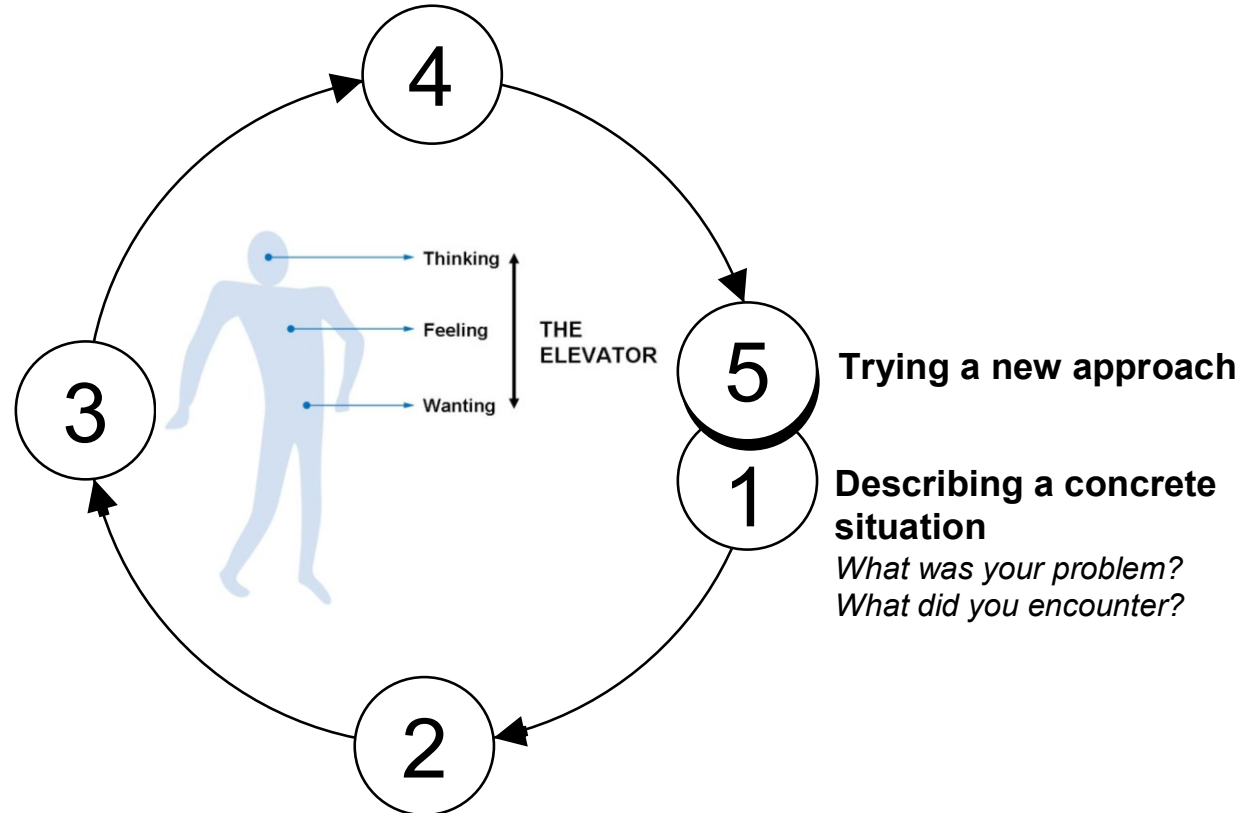 4
Thinking
Feeling
THE
ELEVATOR
Wanting
3
5
Trying a new approach
1
Describing a concrete
situation
What was your problem?
What did you encounter?
2